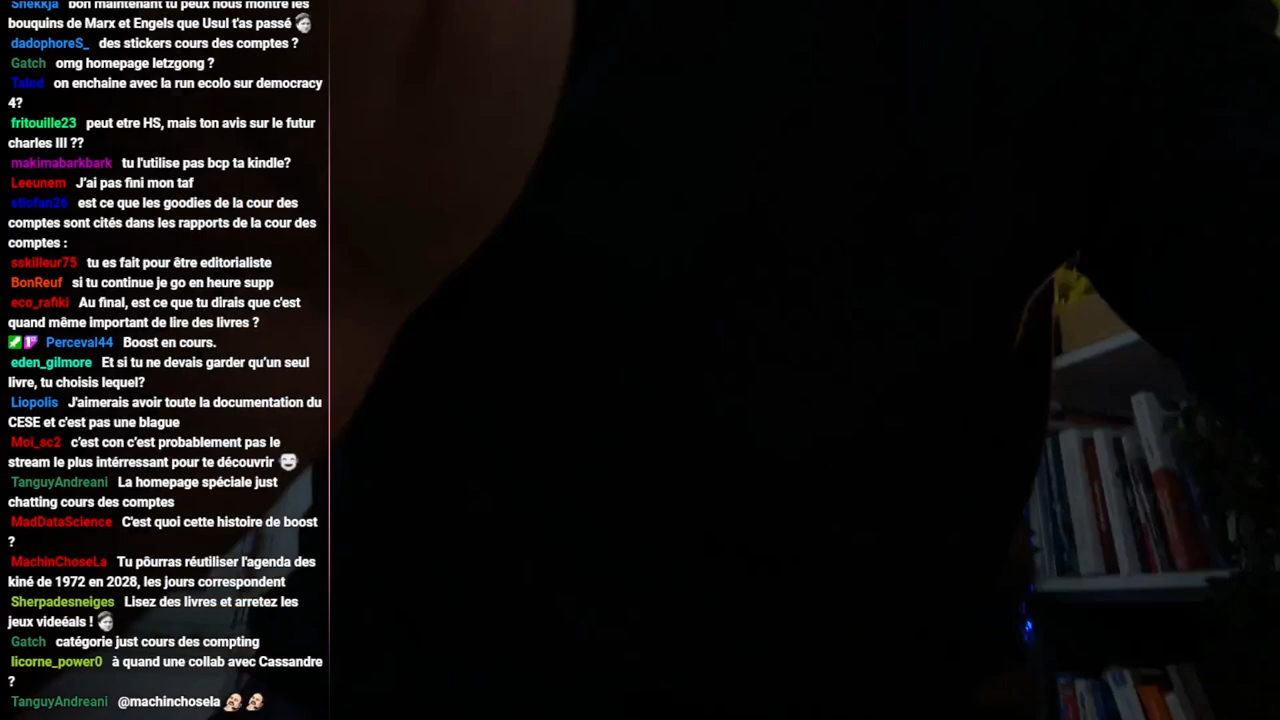 Shekkja bon maintenant tu peux nous montre les
bouquins de Marx et Engels que Usul t'as passé
dadophoreS_ des stickers cours des comptes ?
Gatch omg homepage letzgong ?
Talod on enchaine avec la run ecolo sur democracy
4?
fritouille23 peut etre HS, mais ton avis sur le futur
charles III ??
makimabarkbark tu l'utilise pas bcp ta kindle?
Leeunem J'ai pas fini mon taf
stiofan26 est ce que les goodies de la cour des
comptes sont cités dans les rapports de la cour des
comptes :
sskilleur75 tu es fait pour être editorialiste
BonReuf si tu continue je go en heure supp
eco_rafiki Au final, est ce que tu dirais que c'est
quand même important de lire des livres ?
Perceval44 Boost en cours.
eden_gilmore Et si tu ne devais garder qu'un seul
livre, tu choisis lequel?
Liopolis J'aimerais avoir toute la documentation du
CESE et c'est pas une blague
Moi_sc2 c'est con c'est probablement pas le
stream le plus intérressant pour te découvrir
TanguyAndreani La homepage spéciale just
chatting cours des comptes
MadDataScience C'est quoi cette histoire de boost
?
MachinChoseLa Tu pôurras réutiliser l'agenda des
kiné de 1972 en 2028, les jours correspondent
Sherpadesneiges Lisez des livres et arretez les
jeux videéals !
Gatch catégorie just cours des compting
licorne_power0 à quand une collab avec Cassandre
?
TanguyAndreani @machinchosela